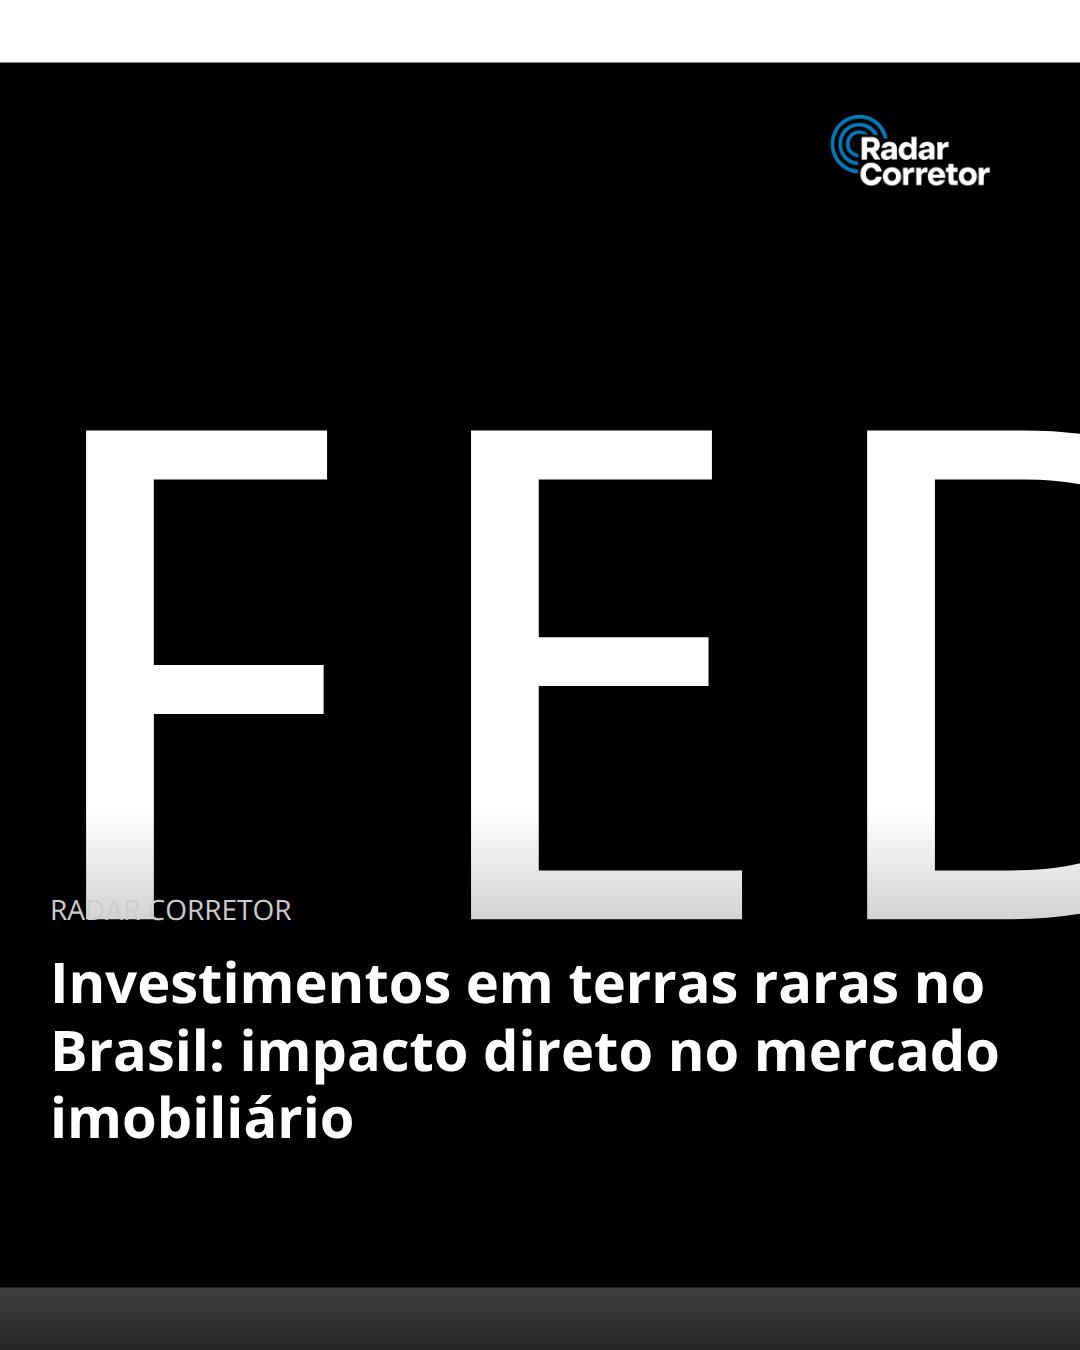 Radar
Corretor
FED
RADAR CORRETOR
Investimentos em terras raras no
Brasil: impacto direto no mercado
imobiliário